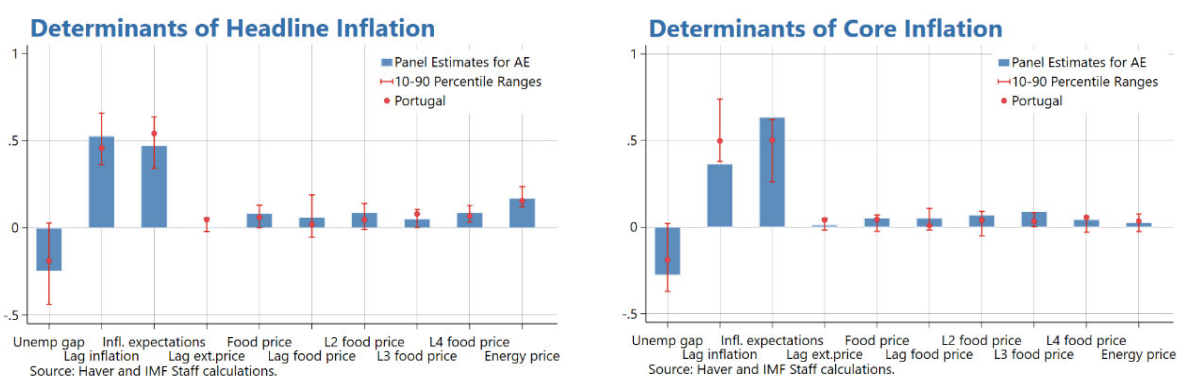 Determinants of Headline Inflation
1
.5
0
-.5
Panel Estimates for AE
10-90 Percentile Ranges
Portugal
Unemp gap Infl. expectations Food price L2 food price L4 food price
Lag inflation Lag ext.price Lag food price L3 food price Energy price
Source: Haver and IMF Staff calculations.
Determinants of Core Inflation
1
.5
0
-.5
Panel Estimates for AE
10-90 Percentile Ranges
Portugal
Unemp gap Infl. expectations Food price L2 food price L4 food price
Lag inflation Lag ext.price Lag food price L3 food price Energy price
Source: Haver and IMF Staff calculations.